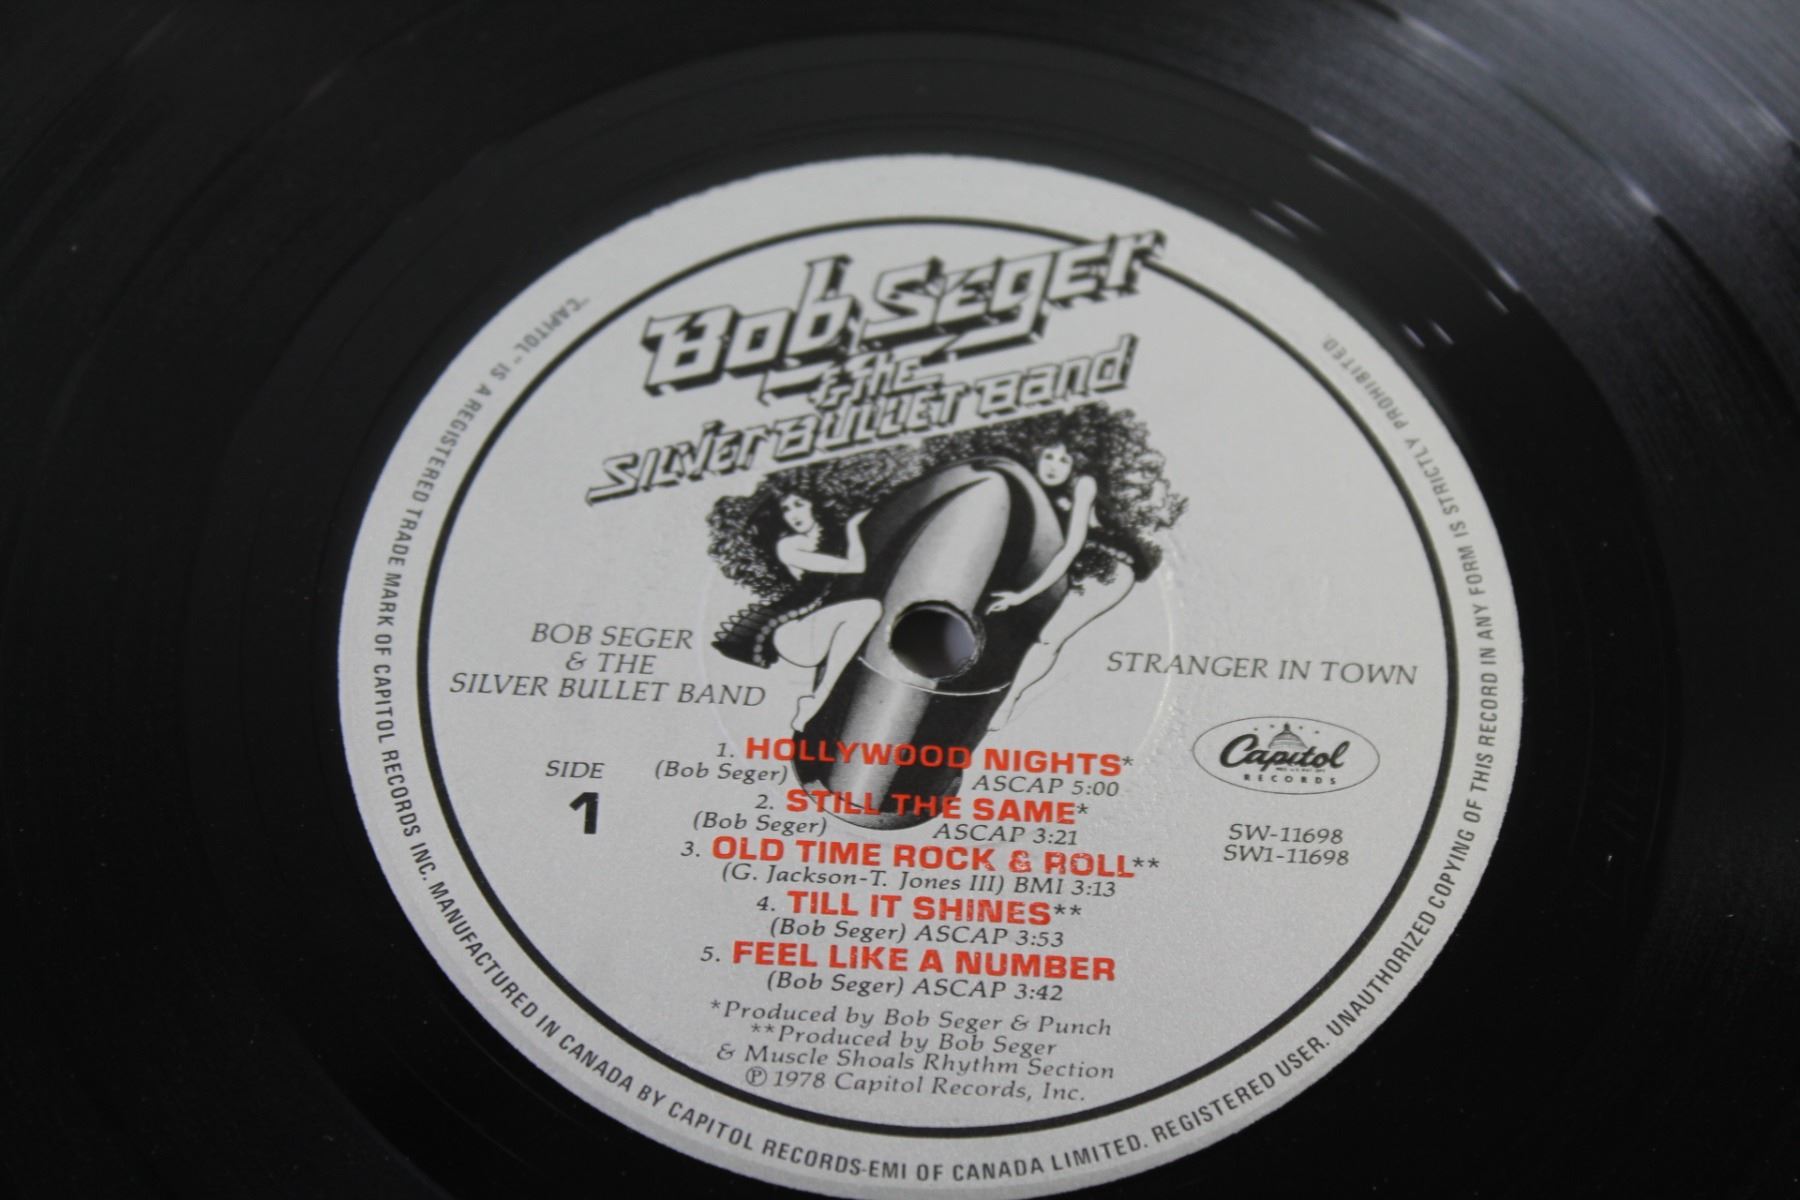 Bob Seger
& the
Silver Bullet Band
BOB SEGER
& THE
SILVER BULLET BAND
STRANGER IN TOWN
SIDE
1
Capitol
RECORDS
SW-11698
SW1-11698
1. HOLLYWOOD NIGHTS*
(Bob Seger) ASCAP 5:00
2. STILL THE SAME*
(Bob Seger) ASCAP 3:21
3. OLD TIME ROCK & ROLL**
(G. Jackson-T. Jones III) BMI 3:13
4. TILL IT SHINES**
(Bob Seger) ASCAP 3:53
5. FEEL LIKE A NUMBER
(Bob Seger) ASCAP 3:42
*Produced by Bob Seger & Punch
**Produced by Bob Seger
& Muscle Shoals Rhythm Section
Ⓟ 1978 Capitol Records, Inc.
"CAPITOL" IS A REGISTERED TRADE MARK OF CAPITOL RECORDS INC. MANUFACTURED IN CANADA BY CAPITOL RECORDS-EMI OF CANADA LIMITED. REGISTERED USER. UNAUTHORIZED COPYING OF THIS RECORD IN ANY FORM IS STRICTLY PROHIBITED.